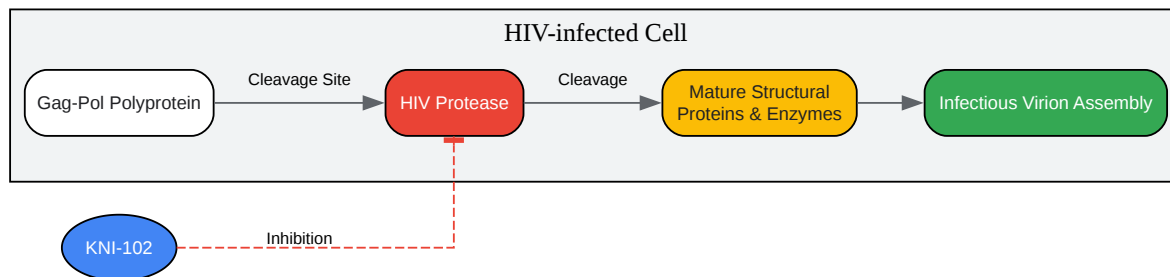 HIV-infected Cell
Cleavage Site
Cleavage
Gag-Pol Polyprotein
HIV Protease
Mature Structural
Proteins & Enzymes
Infectious Virion Assembly
KNI-102
Inhibition